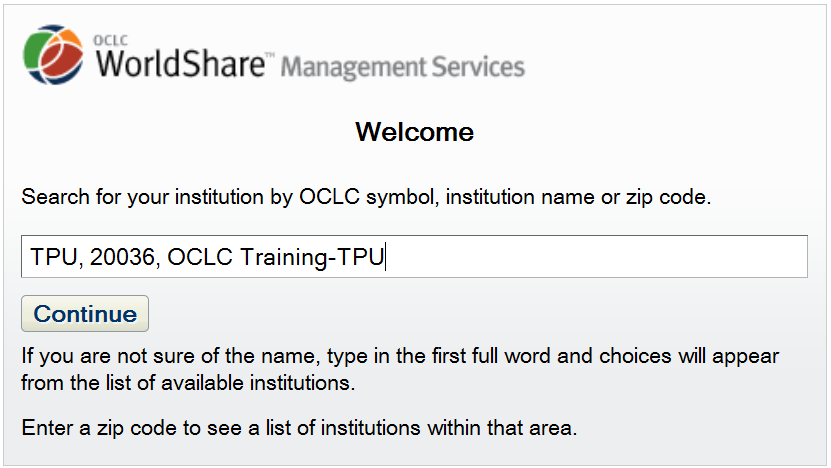 OCLC
WorldShare™ Management Services
Welcome
Search for your institution by OCLC symbol, institution name or zip code.
TPU, 20036, OCLC Training-TPU
Continue
If you are not sure of the name, type in the first full word and choices will appear
from the list of available institutions.
Enter a zip code to see a list of institutions within that area.